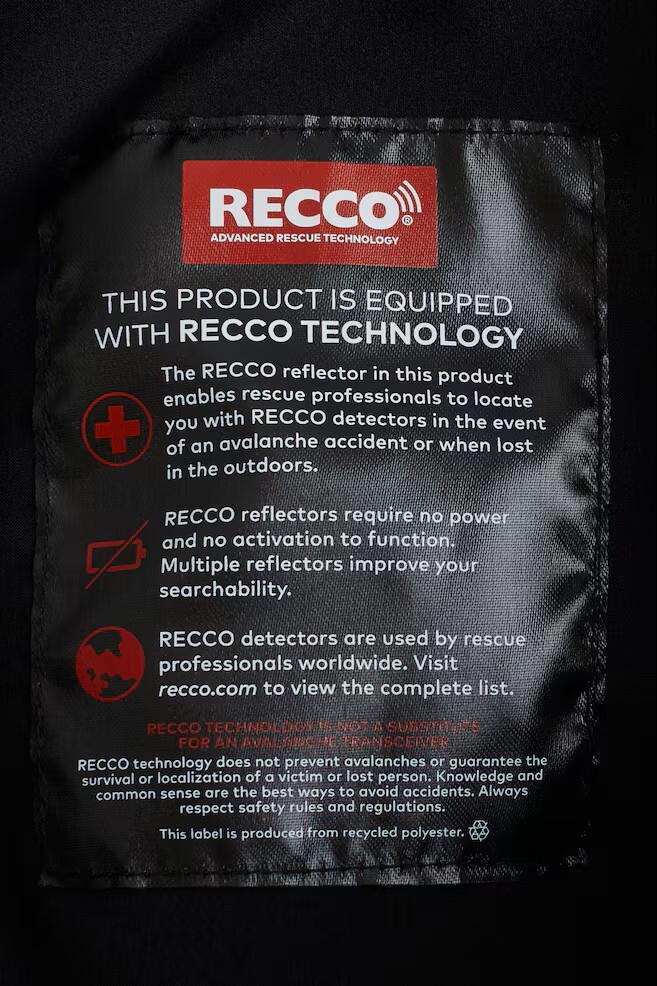 RECCO®
ADVANCED RESCUE TECHNOLOGY
THIS PRODUCT IS EQUIPPED
WITH RECCO TECHNOLOGY
The RECCO reflector in this product
enables rescue professionals to locate
you with RECCO detectors in the event
of an avalanche accident or when lost
in the outdoors.
RECCO reflectors require no power
and no activation to function.
Multiple reflectors improve your
searchability.
RECCO detectors are used by rescue
professionals worldwide. Visit
recco.com to view the complete list.
RECCO TECHNOLOGY IS NOT A SUBSTITUTE
FOR AN AVALANCHE TRANSCEIVER
RECCO technology does not prevent avalanches or guarantee the
survival or localization of a victim or lost person. Knowledge and
common sense are the best ways to avoid accidents. Always
respect safety rules and regulations.
This label is produced from recycled polyester.